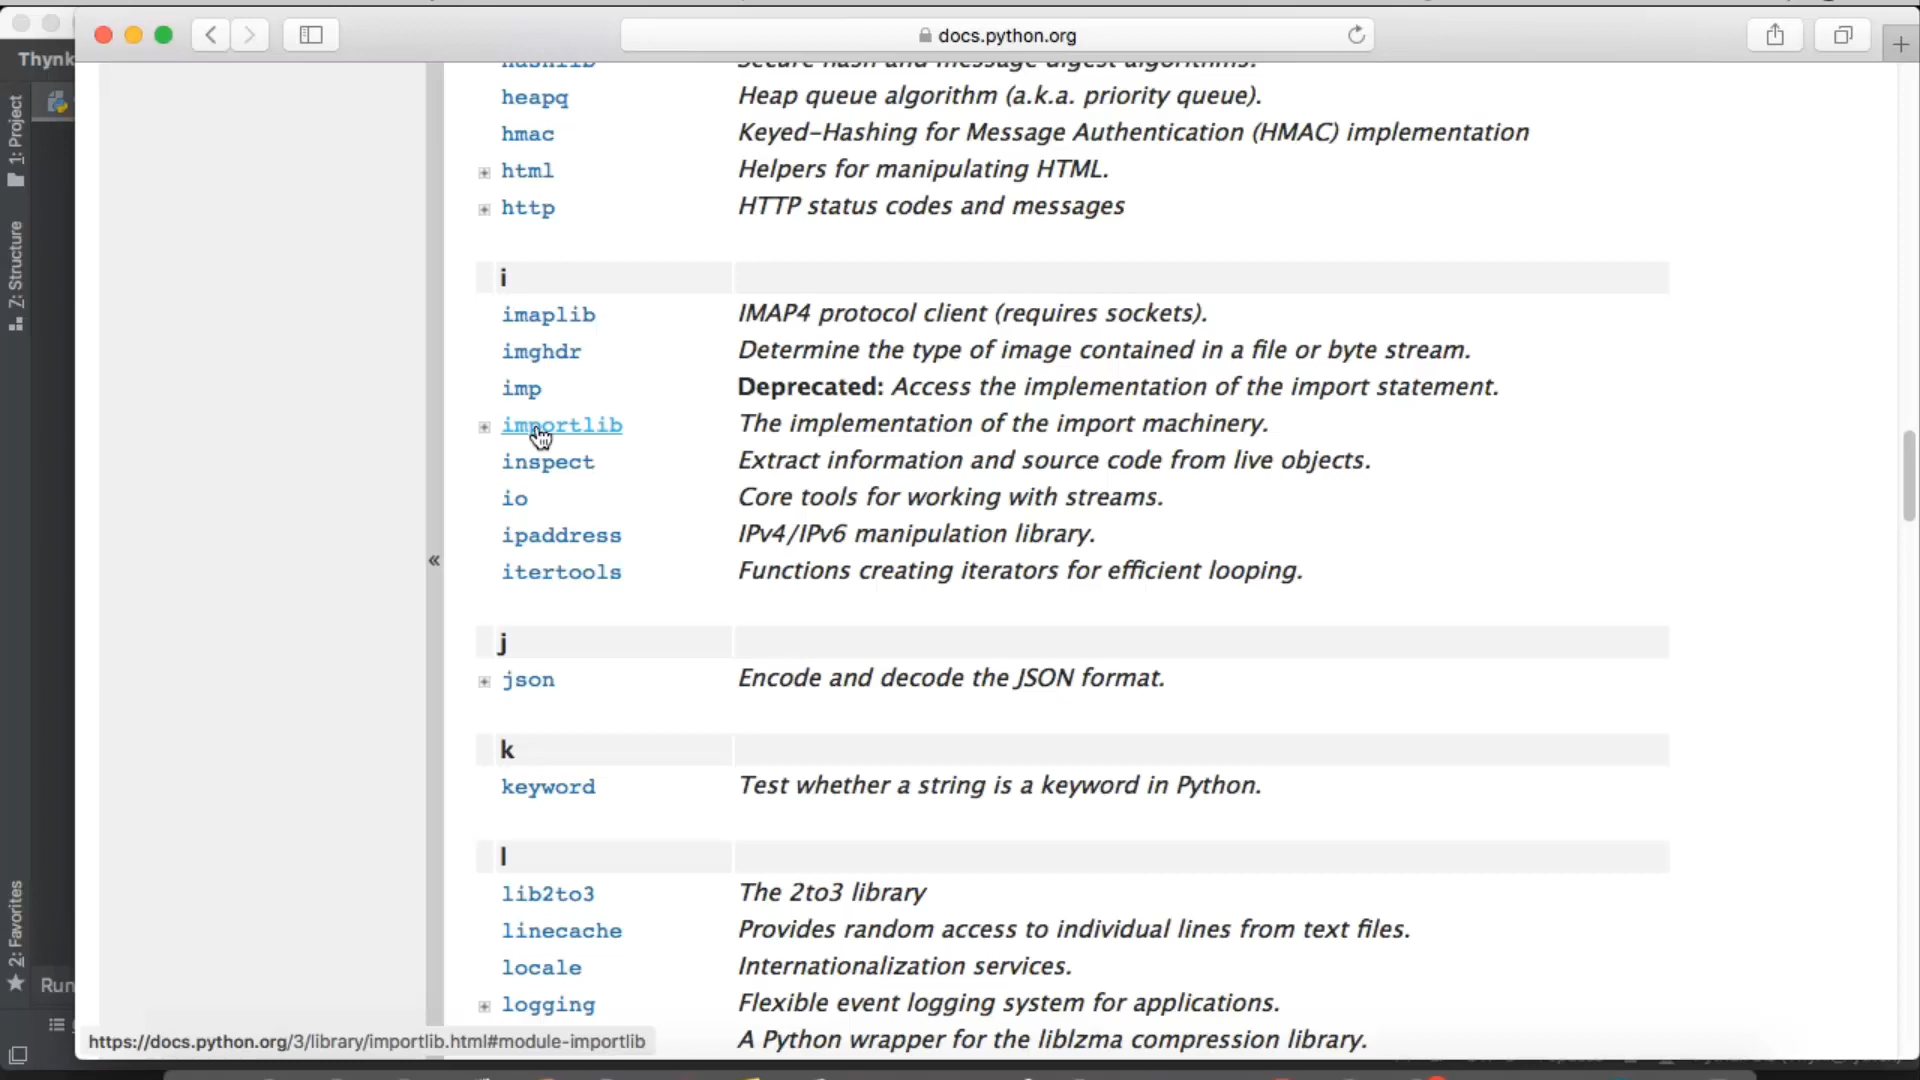 docs.python.org
Thynk
1: Project
Z: Structure
2: Favorites
Run
hashlib Secure hash and message digest algorithms.
heapq Heap queue algorithm (a.k.a. priority queue).
hmac Keyed-Hashing for Message Authentication (HMAC) implementation
html Helpers for manipulating HTML.
http HTTP status codes and messages
i
imaplib IMAP4 protocol client (requires sockets).
imghdr Determine the type of image contained in a file or byte stream.
imp Deprecated: Access the implementation of the import statement.
importlib The implementation of the import machinery.
inspect Extract information and source code from live objects.
io Core tools for working with streams.
ipaddress IPv4/IPv6 manipulation library.
itertools Functions creating iterators for efficient looping.
«
j
json Encode and decode the JSON format.
k
keyword Test whether a string is a keyword in Python.
l
lib2to3 The 2to3 library
linecache Provides random access to individual lines from text files.
locale Internationalization services.
logging Flexible event logging system for applications.
A Python wrapper for the liblzma compression library.
https://docs.python.org/3/library/importlib.html#module-importlib